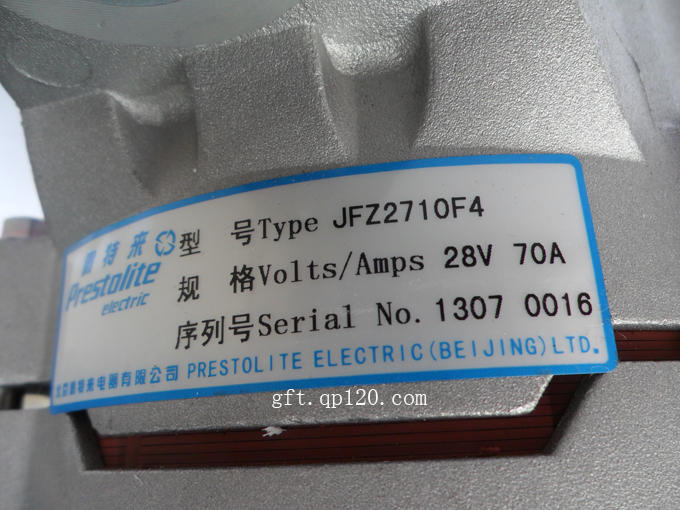 普特来
Prestolite
electric
型 号Type JFZ2710F4
规 格Volts/Amps 28V 70A
序列号Serial No. 1307 0016
北京普特来电器有限公司 PRESTOLITE ELECTRIC(BEIJING)LTD.
gft.qp120.com